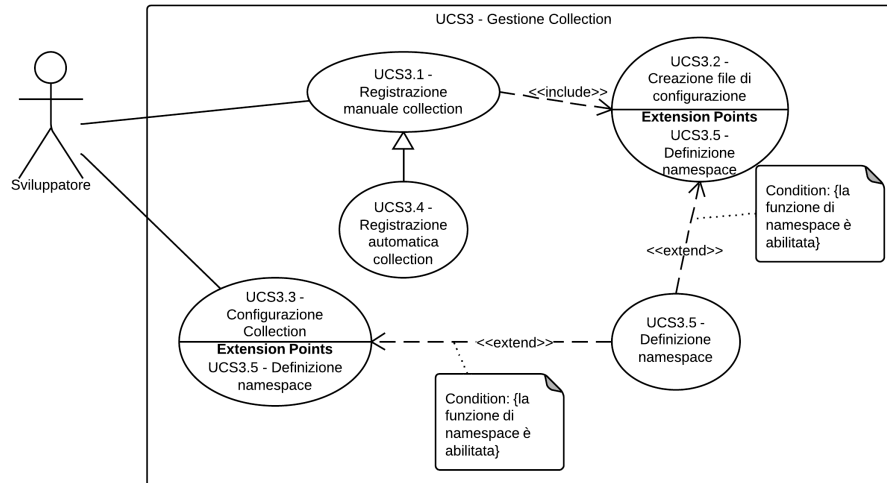 UCS3 - Gestione Collection
Sviluppatore
UCS3.1 -
Registrazione
manuale collection
<<include>>
UCS3.2 -
Creazione file di
configurazione
Extension Points
UCS3.5 -
Definizione
namespace
Condition: {la
funzione di
namespace è
abilitata}
UCS3.4 -
Registrazione
automatica
collection
<<extend>>
UCS3.3 -
Configurazione
Collection
Extension Points
UCS3.5 - Definizione
namespace
<<extend>>
UCS3.5 -
Definizione
namespace
Condition: {la
funzione di
namespace è
abilitata}